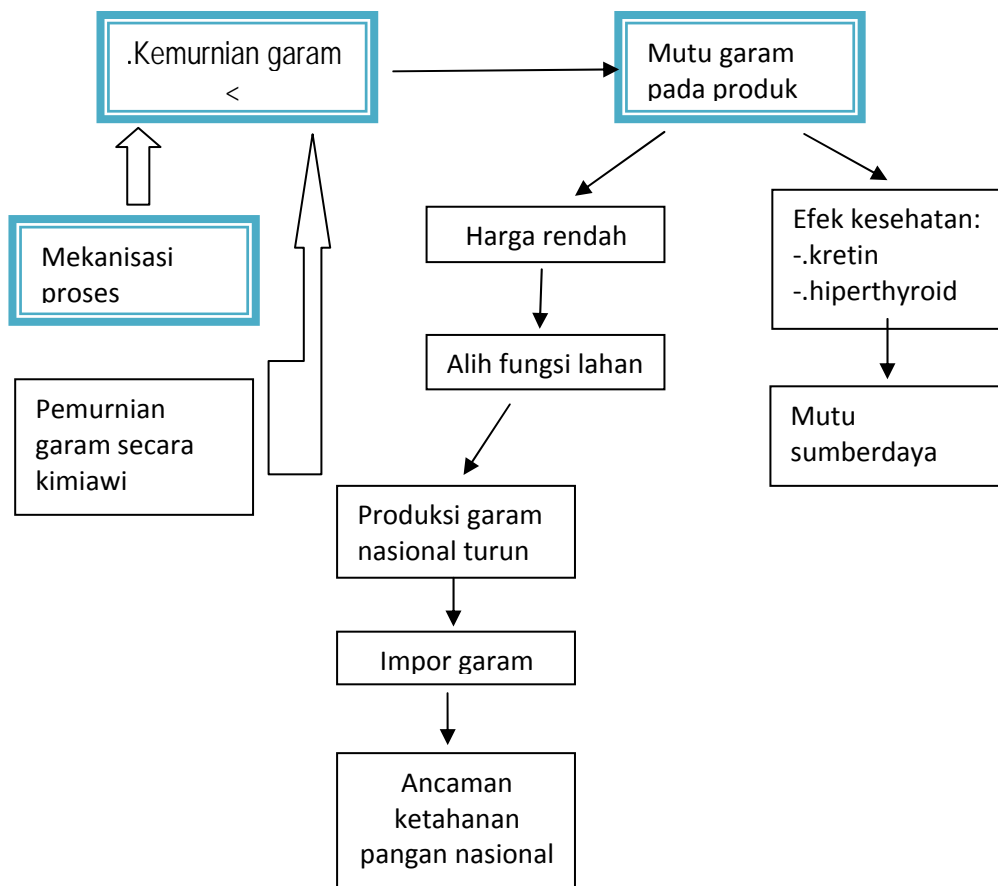 .Kemurnian garam
<
Mutu garam
pada produk
Mekanisasi
proses
Harga rendah
Efek kesehatan:
-.kretin
-.hiperthyroid
Alih fungsi lahan
Pemurnian
garam secara
kimiawi
Mutu
sumberdaya
Produksi garam
nasional turun
Impor garam
Ancaman
ketahanan
pangan nasional